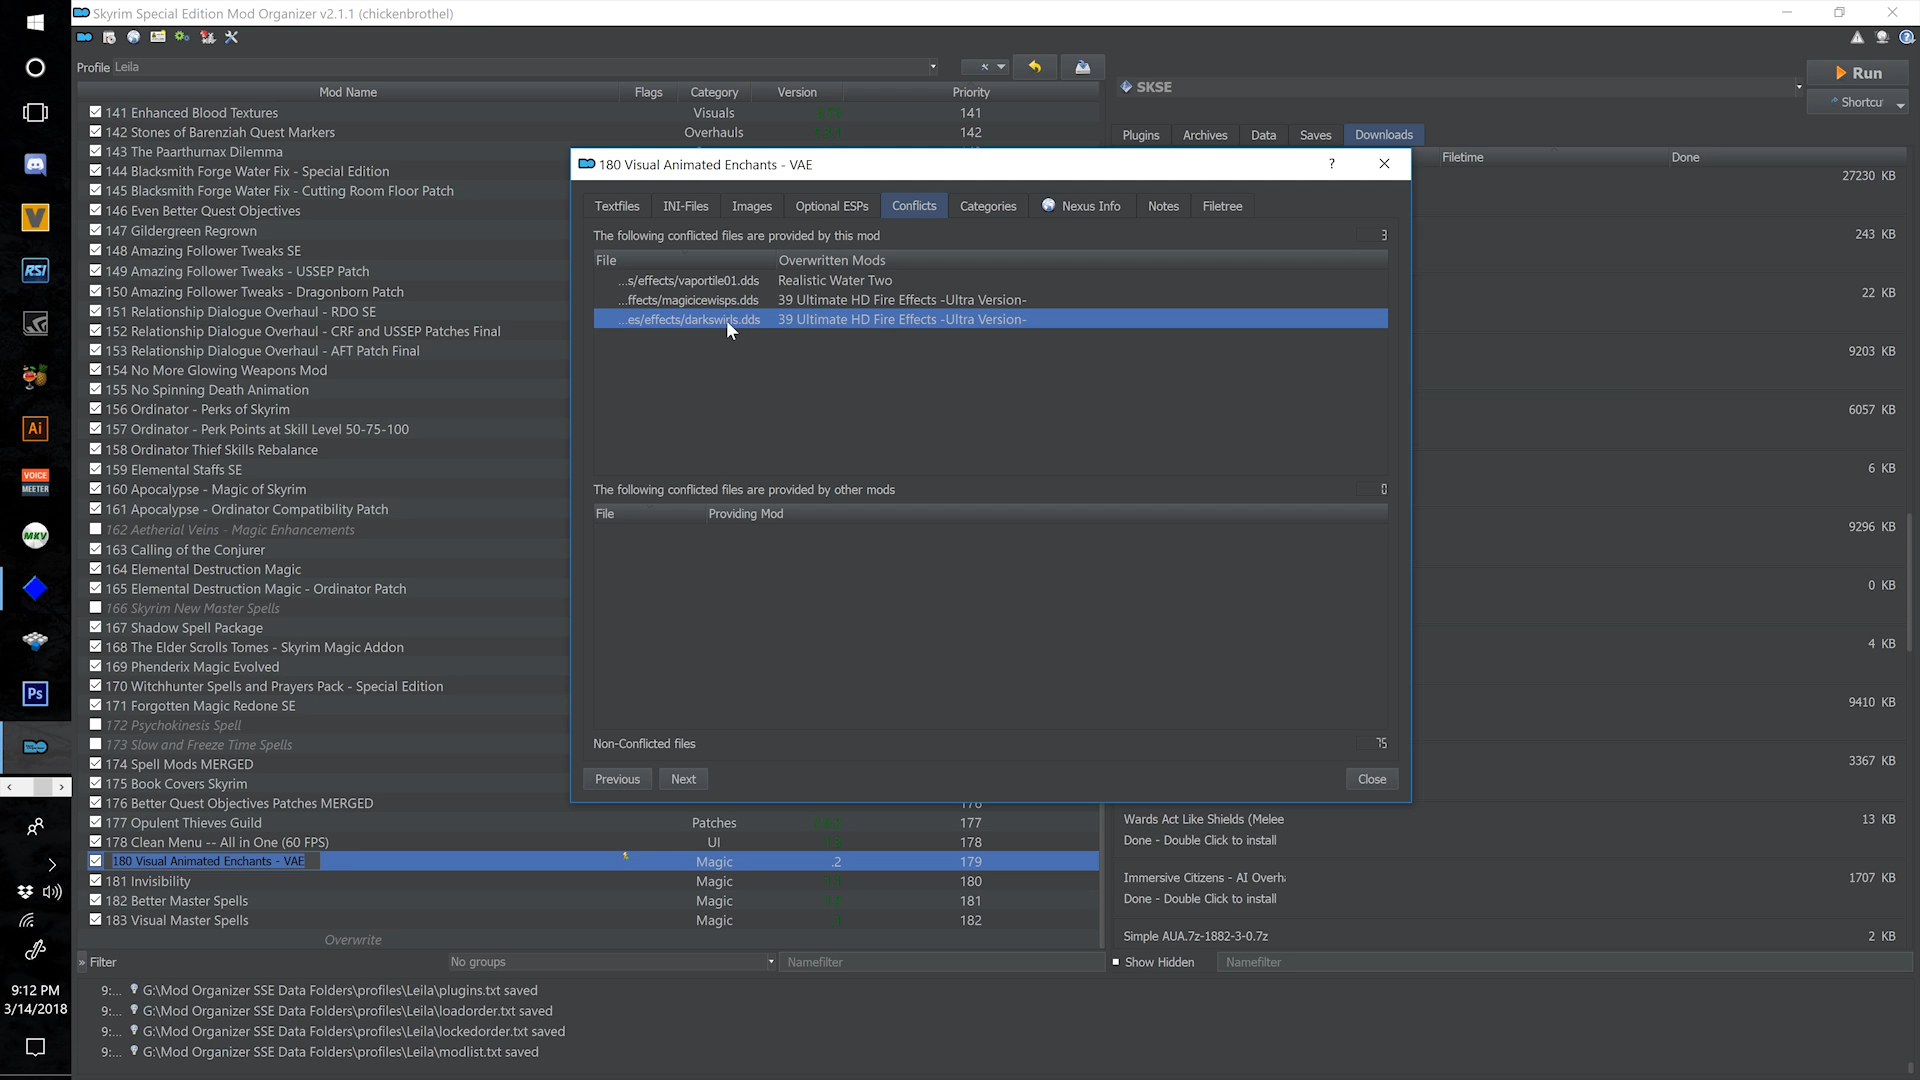 Skyrim Special Edition Mod Organizer v2.1.1 (chickenbrothel)
Profile Leila
Mod Name Flags Category Version Priority
141 Enhanced Blood Textures Visuals 141
142 Stones of Barenziah Quest Markers Overhauls 142
143 The Paarthurnax Dilemma
144 Blacksmith Forge Water Fix - Special Edition
145 Blacksmith Forge Water Fix - Cutting Room Floor Patch
146 Even Better Quest Objectives
147 Gildergreen Regrown
148 Amazing Follower Tweaks SE
149 Amazing Follower Tweaks - USSEP Patch
150 Amazing Follower Tweaks - Dragonborn Patch
151 Relationship Dialogue Overhaul - RDO SE
152 Relationship Dialogue Overhaul - CRF and USSEP Patches Final
153 Relationship Dialogue Overhaul - AFT Patch Final
154 No More Glowing Weapons Mod
155 No Spinning Death Animation
156 Ordinator - Perks of Skyrim
157 Ordinator - Perk Points at Skill Level 50-75-100
158 Ordinator Thief Skills Rebalance
159 Elemental Staffs SE
160 Apocalypse - Magic of Skyrim
161 Apocalypse - Ordinator Compatibility Patch
162 Aetherial Veins - Magic Enhancements
163 Calling of the Conjurer
164 Elemental Destruction Magic
165 Elemental Destruction Magic - Ordinator Patch
166 Skyrim New Master Spells
167 Shadow Spell Package
168 The Elder Scrolls Tomes - Skyrim Magic Addon
169 Phenderix Magic Evolved
170 Witchhunter Spells and Prayers Pack - Special Edition
171 Forgotten Magic Redone SE
172 Psychokinesis Spell
173 Slow and Freeze Time Spells
174 Spell Mods MERGED
175 Book Covers Skyrim
176 Better Quest Objectives Patches MERGED 176
177 Opulent Thieves Guild Patches 177
178 Clean Menu -- All in One (60 FPS) UI 178
180 Visual Animated Enchants - VAE Magic .2 179
181 Invisibility Magic 180
182 Better Master Spells Magic 181
183 Visual Master Spells Magic 182
Overwrite
» Filter No groups Namefilter
9:... G:\Mod Organizer SSE Data Folders\profiles\Leila\plugins.txt saved
9:... G:\Mod Organizer SSE Data Folders\profiles\Leila\loadorder.txt saved
9:... G:\Mod Organizer SSE Data Folders\profiles\Leila\lockedorder.txt saved
9:... G:\Mod Organizer SSE Data Folders\profiles\Leila\modlist.txt saved
180 Visual Animated Enchants - VAE ?
Textfiles INI-Files Images Optional ESPs Conflicts Categories Nexus Info Notes Filetree
The following conflicted files are provided by this mod 3
File Overwritten Mods
...s/effects/vaportile01.dds Realistic Water Two
...ffects/magicicewisps.dds 39 Ultimate HD Fire Effects -Ultra Version-
...es/effects/darkswirls.dds 39 Ultimate HD Fire Effects -Ultra Version-
The following conflicted files are provided by other mods 0
File Providing Mod
Non-Conflicted files 75
Previous Next Close
SKSE
Run
Shortcu
Plugins Archives Data Saves Downloads
Filetime Done
27230 KB
243 KB
22 KB
9203 KB
6057 KB
6 KB
9296 KB
0 KB
4 KB
9410 KB
3367 KB
Wards Act Like Shields (Melee 13 KB
Done - Double Click to install
Immersive Citizens - AI Overh 1707 KB
Done - Double Click to install
Simple AUA.7z-1882-3-0.7z 2 KB
Show Hidden Namefilter
RSI
Ai
VOICE
MEETER
MKV
Ps
9:12 PM
3/14/2018